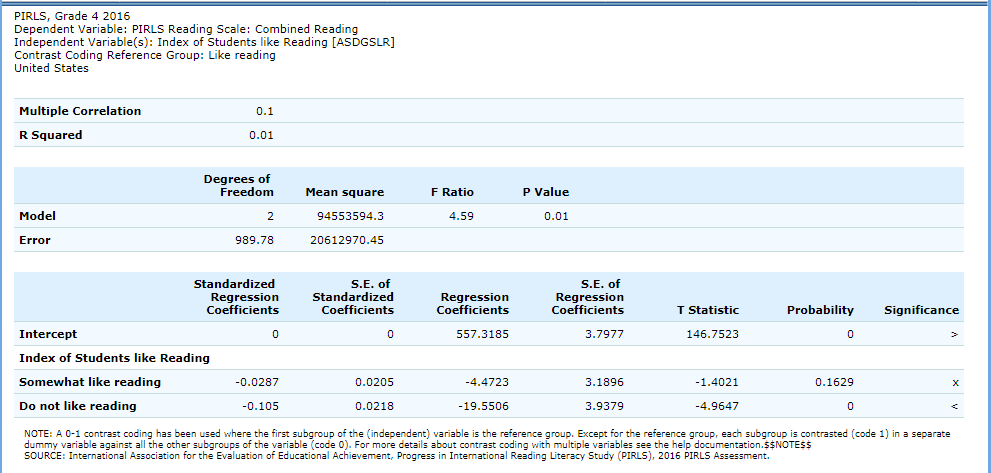 PIRLS, Grade 4 2016
Dependent Variable: PIRLS Reading Scale: Combined Reading
Independent Variable(s): Index of Students like Reading [ASDGSLR]
Contrast Coding Reference Group: Like reading
United States
Multiple Correlation 0.1
R Squared 0.01
Degrees of
Freedom Mean square F Ratio P Value
Model 2 94553594.3 4.59 0.01
Error 989.78 20612970.45
Standardized S.E. of S.E. of
Regression Standardized Regression Regression
Coefficients Coefficients Coefficients Coefficients T Statistic Probability Significance
Intercept 0 0 557.3185 3.7977 146.7523 0 >
Index of Students like Reading
Somewhat like reading -0.0287 0.0205 -4.4723 3.1896 -1.4021 0.1629 x
Do not like reading -0.105 0.0218 -19.5506 3.9379 -4.9647 0 <
NOTE: A 0-1 contrast coding has been used where the first subgroup of the (independent) variable is the reference group. Except for the reference group, each subgroup is contrasted (code 1) in a separate
dummy variable against all the other subgroups of the variable (code 0). For more details about contrast coding with multiple variables see the help documentation.$$NOTE$$
SOURCE: International Association for the Evaluation of Educational Achievement, Progress in International Reading Literacy Study (PIRLS), 2016 PIRLS Assessment.